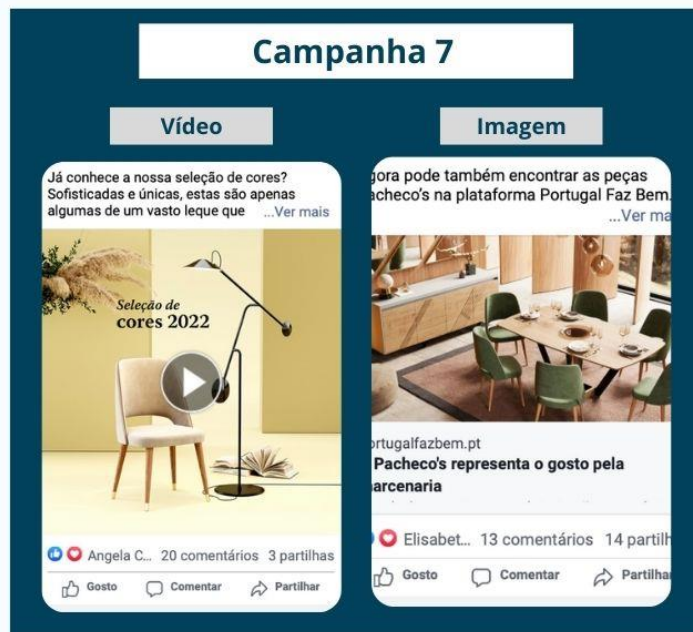 Campanha 7
Vídeo
Já conhece a nossa seleção de cores?
Sofisticadas e únicas, estas são apenas
algumas de um vasto leque que ...Ver mais
Seleção de
cores 2022
Angela C... 20 comentários 3 partilhas
Gosto Comentar Partilhar
Imagem
gora pode também encontrar as peças
acheco's na plataforma Portugal Faz Bem.
...Ver ma
ortugalfazbem.pt
Pacheco's representa o gosto pela
arcenaria
Elisabet... 13 comentários 14 partilh
Gosto Comentar Partilha